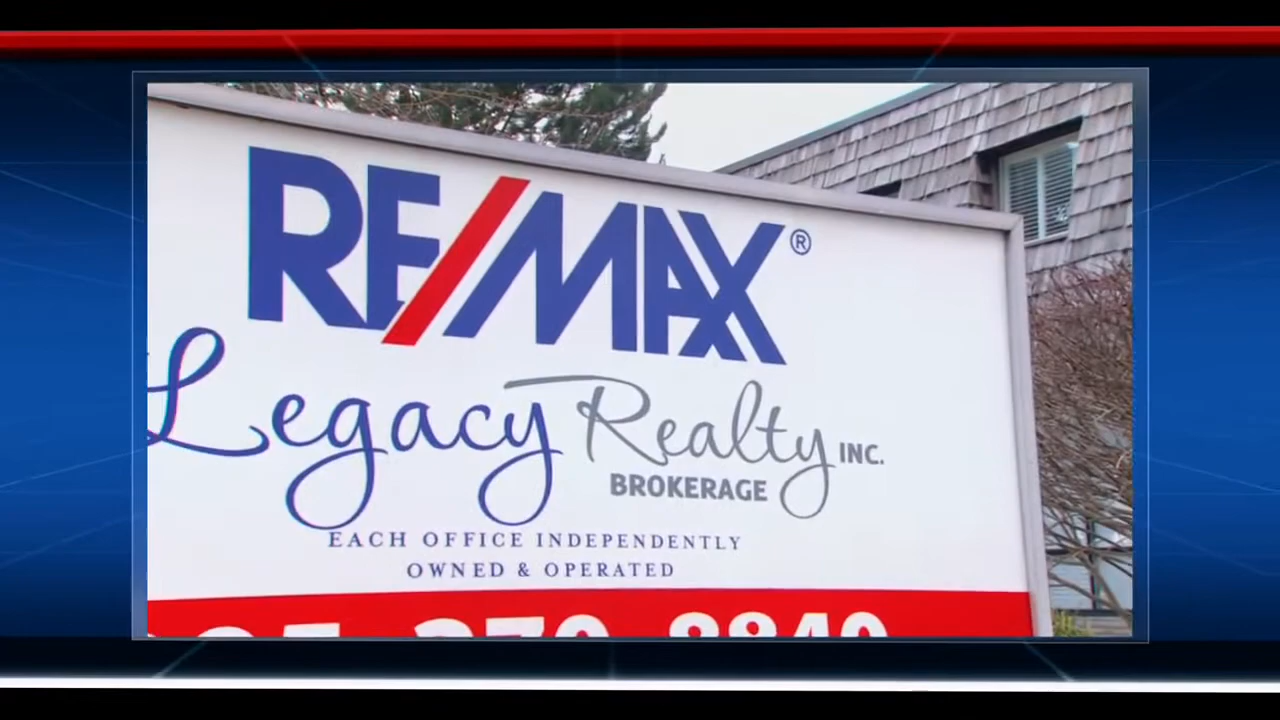 RE/MAX®
Legacy Realty INC.
BROKERAGE
EACH OFFICE INDEPENDENTLY
OWNED & OPERATED